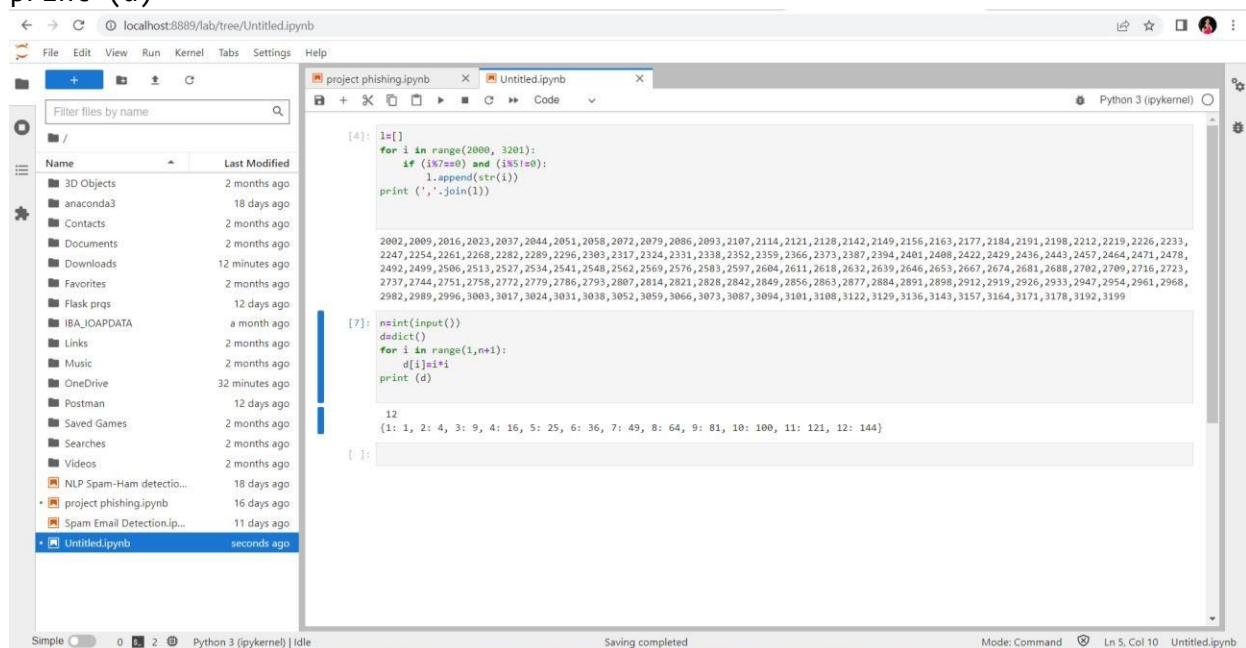 print (d)
localhost:8889/lab/tree/Untitled.ipynb
File Edit View Run Kernel Tabs Settings Help
project phishing.ipynb
Untitled.ipynb
Code
Python 3 (ipykernel)
Filter files by name
/
Name Last Modified
3D Objects 2 months ago
anaconda3 18 days ago
Contacts 2 months ago
Documents 2 months ago
Downloads 12 minutes ago
Favorites 2 months ago
Flask prqs 12 days ago
IBA_IOAPDATA a month ago
Links 2 months ago
Music 2 months ago
OneDrive 32 minutes ago
Postman 12 days ago
Saved Games 2 months ago
Searches 2 months ago
Videos 2 months ago
NLP Spam-Ham detectio... 18 days ago
project phishing.ipynb 16 days ago
Spam Email Detection.ip... 11 days ago
Untitled.ipynb seconds ago
[4]: l=[]
for i in range(2000, 3201):
if (i%7==0) and (i%5!=0):
l.append(str(i))
print (','.join(l))
2002,2009,2016,2023,2037,2044,2051,2058,2072,2079,2086,2093,2107,2114,2121,2128,2142,2149,2156,2163,2177,2184,2191,2198,2212,2219,2226,2233,
2247,2254,2261,2268,2282,2289,2296,2303,2317,2324,2331,2338,2352,2359,2366,2373,2387,2394,2401,2408,2422,2429,2436,2443,2457,2464,2471,2478,
2492,2499,2506,2513,2527,2534,2541,2548,2562,2569,2576,2583,2597,2604,2611,2618,2632,2639,2646,2653,2667,2674,2681,2688,2702,2709,2716,2723,
2737,2744,2751,2758,2772,2779,2786,2793,2807,2814,2821,2828,2842,2849,2856,2863,2877,2884,2891,2898,2912,2919,2926,2933,2947,2954,2961,2968,
2982,2989,2996,3003,3017,3024,3031,3038,3052,3059,3066,3073,3087,3094,3101,3108,3122,3129,3136,3143,3157,3164,3171,3178,3192,3199
[7]: n=int(input())
d=dict()
for i in range(1,n+1):
d[i]=i*i
print (d)
12
{1: 1, 2: 4, 3: 9, 4: 16, 5: 25, 6: 36, 7: 49, 8: 64, 9: 81, 10: 100, 11: 121, 12: 144}
[ ]:
Simple 0 2 Python 3 (ipykernel) | Idle Saving completed Mode: Command Ln 5, Col 10 Untitled.ipynb